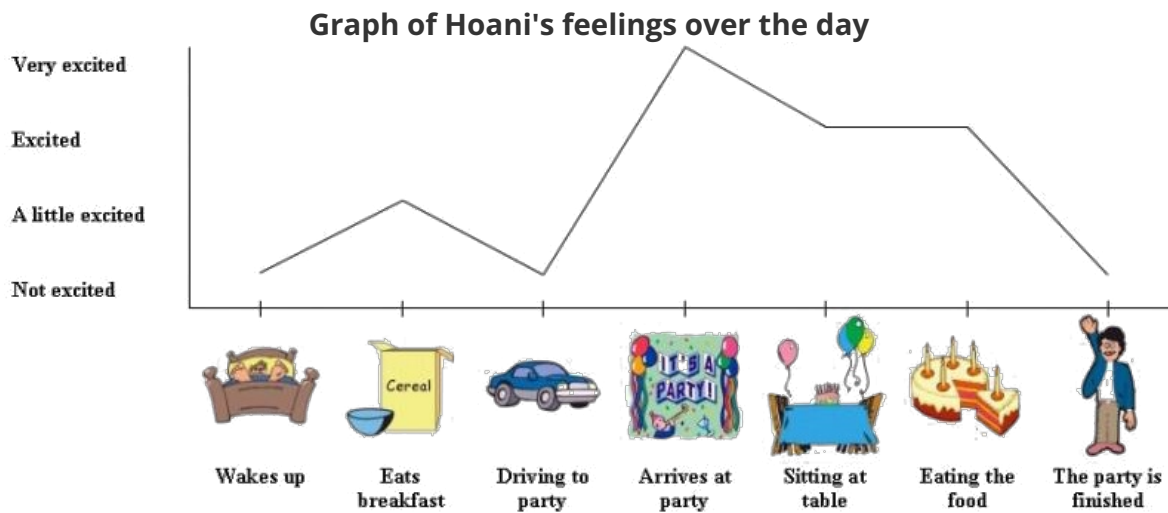 Graph of Hoani's feelings over the day
Very excited
Excited
A little excited
Not excited
Cereal
IT'S A
PARTY!
Wakes up
Eats
breakfast
Driving to
party
Arrives at
party
Sitting at
table
Eating the
food
The party is
finished